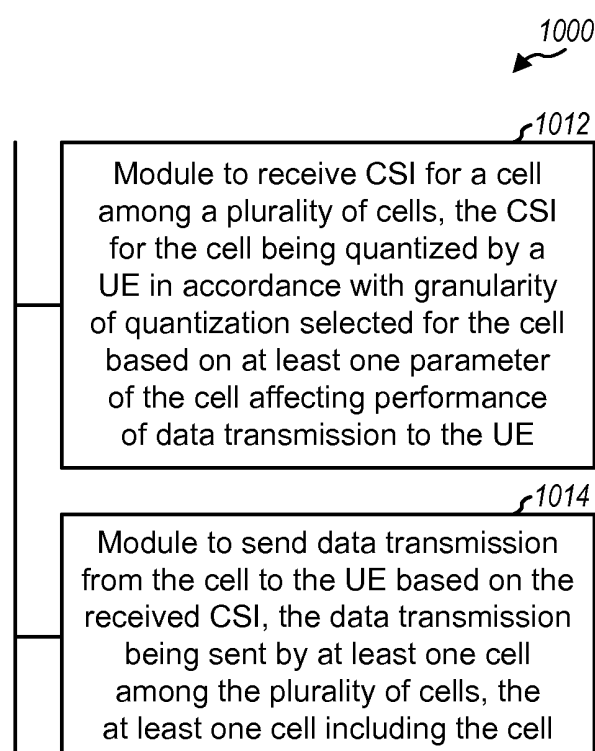 1000
1012
Module to receive CSI for a cell
among a plurality of cells, the CSI
for the cell being quantized by a
UE in accordance with granularity
of quantization selected for the cell
based on at least one parameter
of the cell affecting performance
of data transmission to the UE
1014
Module to send data transmission
from the cell to the UE based on the
received CSI, the data transmission
being sent by at least one cell
among the plurality of cells, the
at least one cell including the cell